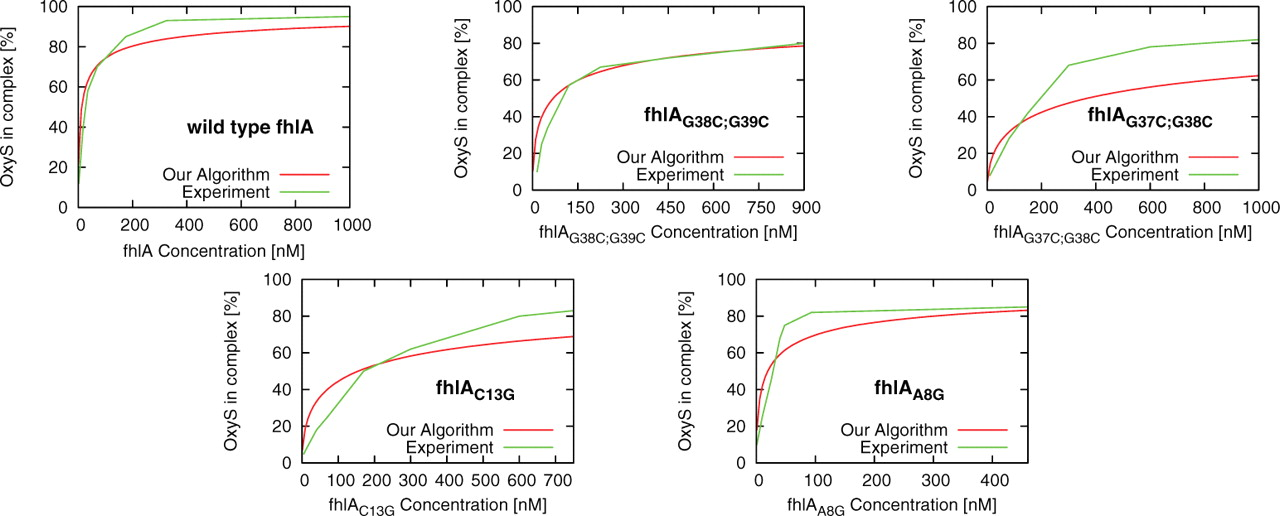 OxyS in complex [%]
100
80
60
40
20
0
wild type fhlA
Our Algorithm
Experiment
0 200 400 600 800 1000
fhlA Concentration [nM]
OxyS in complex [%]
100
80
60
40
20
0
fhlAG38C;G39C
Our Algorithm
Experiment
0 150 300 450 600 750 900
fhlAG38C;G39C Concentration [nM]
OxyS in complex [%]
100
80
60
40
20
0
fhlAG37C;G38C
Our Algorithm
Experiment
0 200 400 600 800 1000
fhlAG37C;G38C Concentration [nM]
OxyS in complex [%]
100
80
60
40
20
0
fhlAC13G
Our Algorithm
Experiment
0 100 200 300 400 500 600 700
fhlAC13G Concentration [nM]
OxyS in complex [%]
100
80
60
40
20
0
fhlAA8G
Our Algorithm
Experiment
0 100 200 300 400
fhlAA8G Concentration [nM]